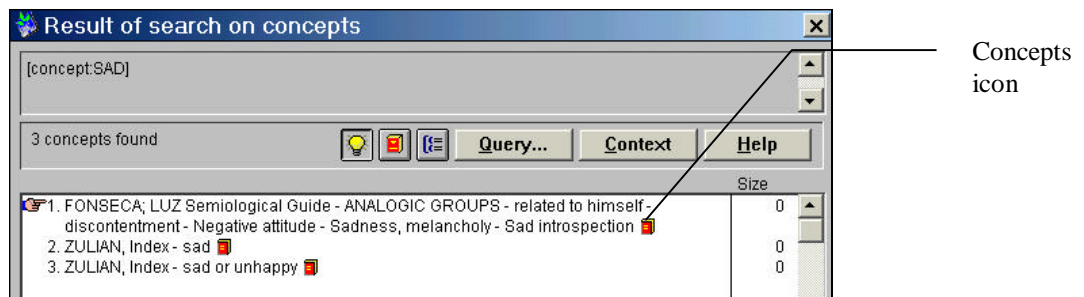 Result of search on concepts
[concept:SAD]
Concepts
icon
3 concepts found
Query...
Context
Help
Size
1. FONSECA; LUZ Semiological Guide - ANALOGIC GROUPS - related to himself - 0
discontentment - Negative attitude - Sadness, melancholy - Sad introspection
2. ZULIAN, Index - sad 0
3. ZULIAN, Index - sad or unhappy 0